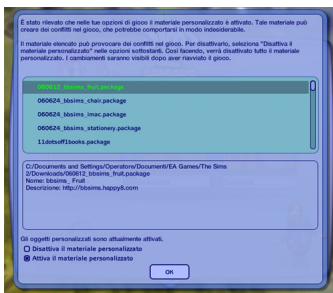 È stato rilevato che nelle tue opzioni di gioco il materiale personalizzato è attivato. Tale materiale può
creare dei conflitti nel gioco, che potrebbe comportarsi in modo indesiderabile.
Il materiale elencato può provocare dei conflitti nel gioco. Per disattivarlo, seleziona "Disattiva il
materiale personalizzato" nelle opzioni sottostanti. Così facendo, verrà disattivato tutto il materiale
personalizzato. I cambiamenti saranno visibili dopo aver riavviato il gioco.
060612_bbsims_fruit.package
060624_bbsims_chair.package
060624_bbsims_imac.package
060624_bbsims_stationery.package
11dotsoff1books.package
C:/Documents and Settings/Operatore/Documenti/EA Games/The Sims
2/Downloads/060612_bbsims_fruit.package
Nome: bbsims_ Fruit
Descrizione: http://bbsims.happy8.com
Gli oggetti personalizzati sono attualmente attivati.
Disattiva il materiale personalizzato
Attiva il materiale personalizzato
OK